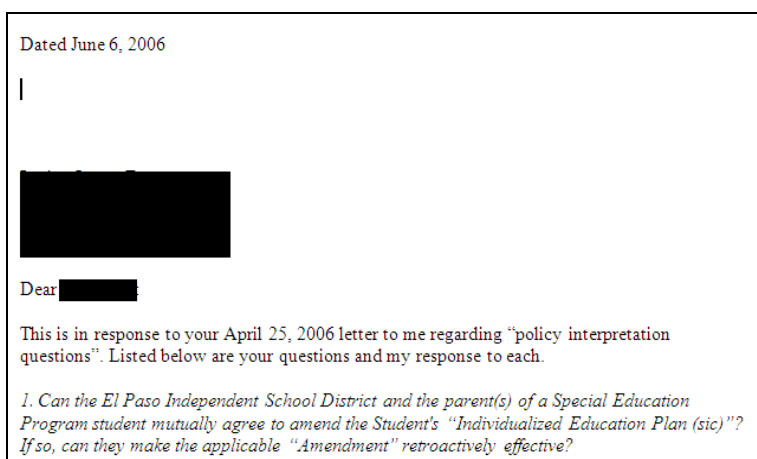 Dated June 6, 2006
Dear
This is in response to your April 25, 2006 letter to me regarding “policy interpretation
questions”. Listed below are your questions and my response to each.
1. Can the El Paso Independent School District and the parent(s) of a Special Education
Program student mutually agree to amend the Student's “Individualized Education Plan (sic)”?
If so, can they make the applicable “Amendment” retroactively effective?